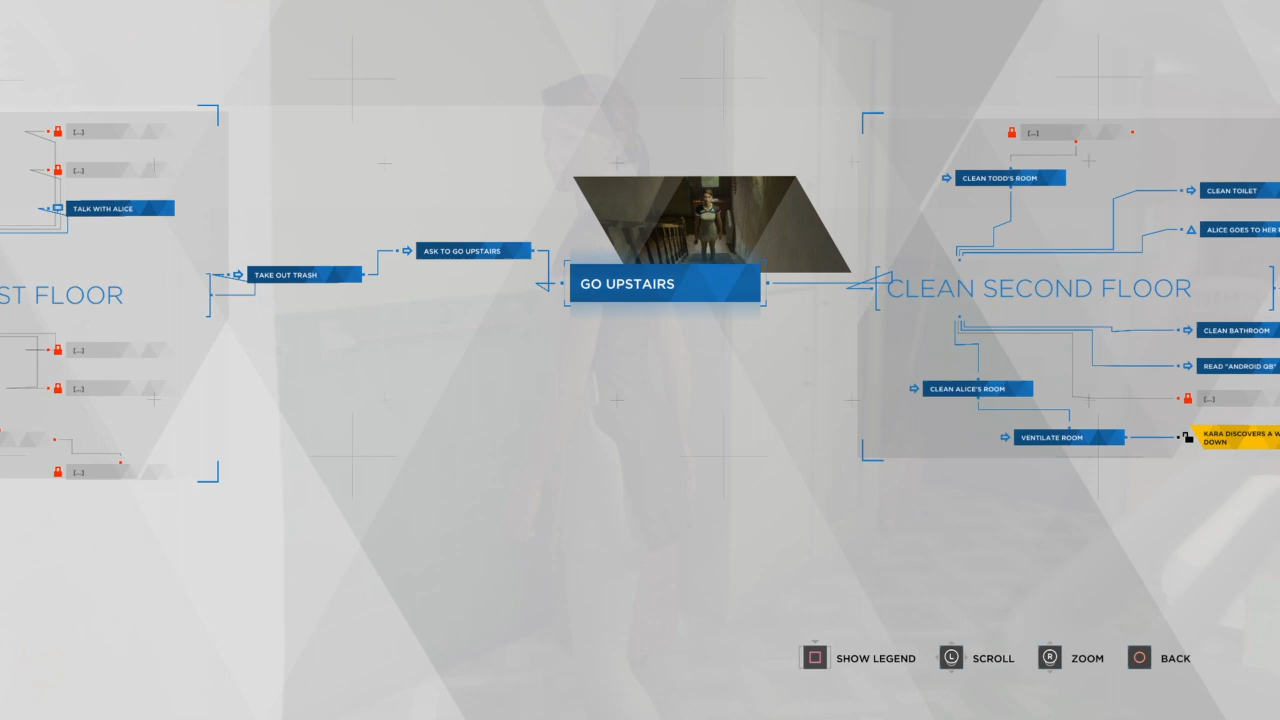 [...]
[...]
TALK WITH ALICE
ST FLOOR
[...]
[...]
[...]
TAKE OUT TRASH
ASK TO GO UPSTAIRS
GO UPSTAIRS
[...]
CLEAN TODD'S ROOM
CLEAN TOILET
ALICE GOES TO HER
CLEAN SECOND FLOOR
CLEAN BATHROOM
READ "ANDROID QB"
CLEAN ALICE'S ROOM
[...]
VENTILATE ROOM
KARA DISCOVERS A W
DOWN
SHOW LEGEND
L
SCROLL
R
ZOOM
BACK